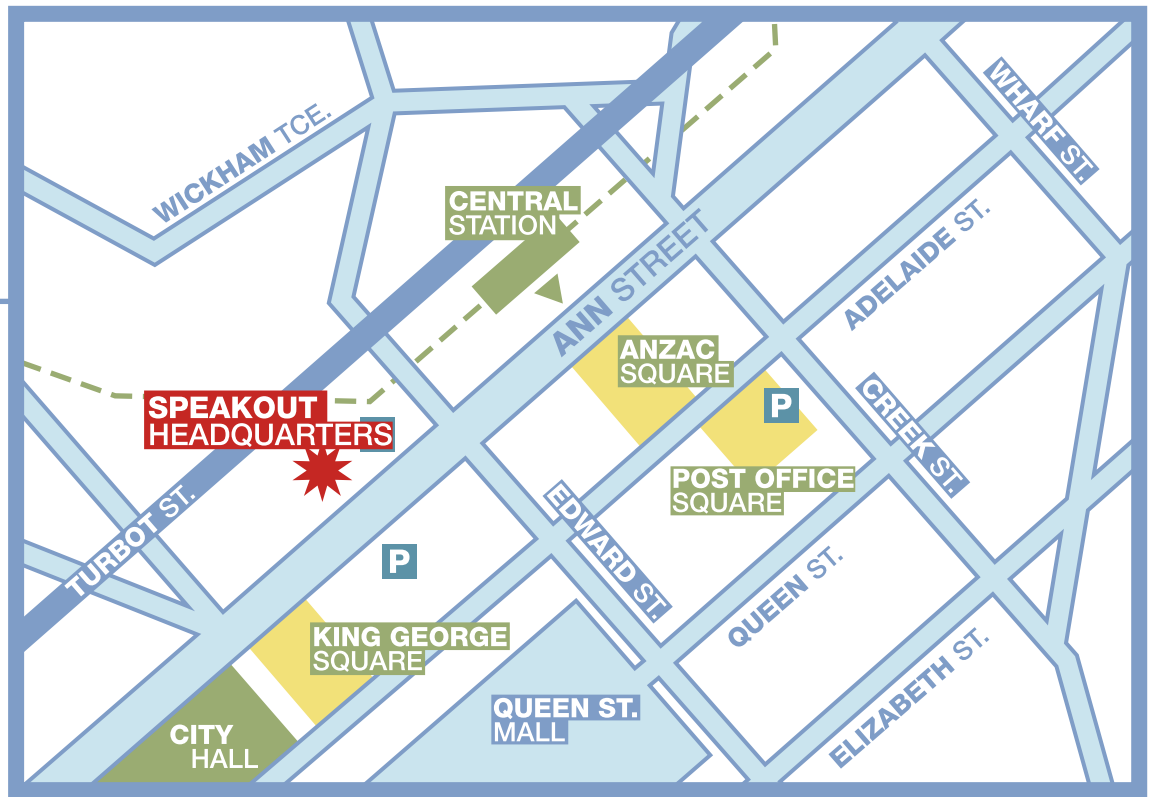 WHARF ST.
WICKHAM TCE.
CENTRAL
STATION
ANN STREET
ADELAIDE ST.
ANZAC
SQUARE
SPEAKOUT
HEADQUARTERS
P
CREEK ST.
POST OFFICE
SQUARE
TURBOT ST.
EDWARD ST.
P
QUEEN ST.
KING GEORGE
SQUARE
ELIZABETH ST.
QUEEN ST.
MALL
CITY
HALL